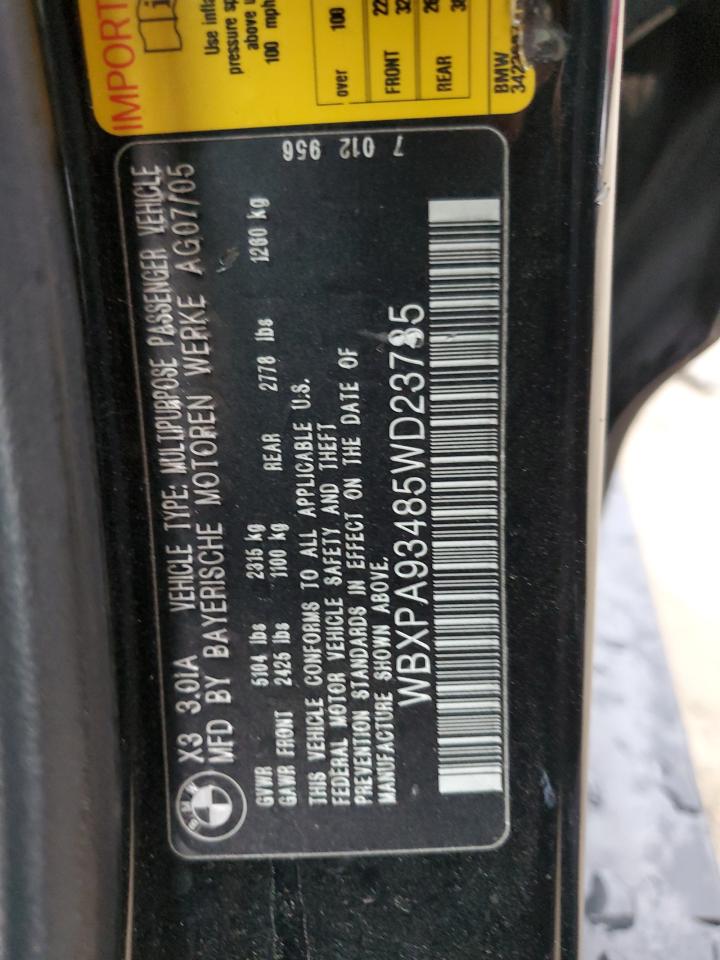 IMPORT
Use infla
pressure sp
above u
100 mph
over 100
FRONT
REAR
BMW
X3 3.0IA VEHICLE TYPE: MULTIPURPOSE PASSENGER VEHICLE
MFD BY BAYERISCHE MOTOREN WERKE AG07/05
BMW
GVWR 5104 lbs 2315 kg
GAWR FRONT 2425 lbs 1100 kg REAR 2778 lbs 1260 kg
THIS VEHICLE CONFORMS TO ALL APPLICABLE U.S.
FEDERAL MOTOR VEHICLE SAFETY AND THEFT
PREVENTION STANDARDS IN EFFECT ON THE DATE OF
MANUFACTURE SHOWN ABOVE.
WBXPA93485WD23785
7 012 956